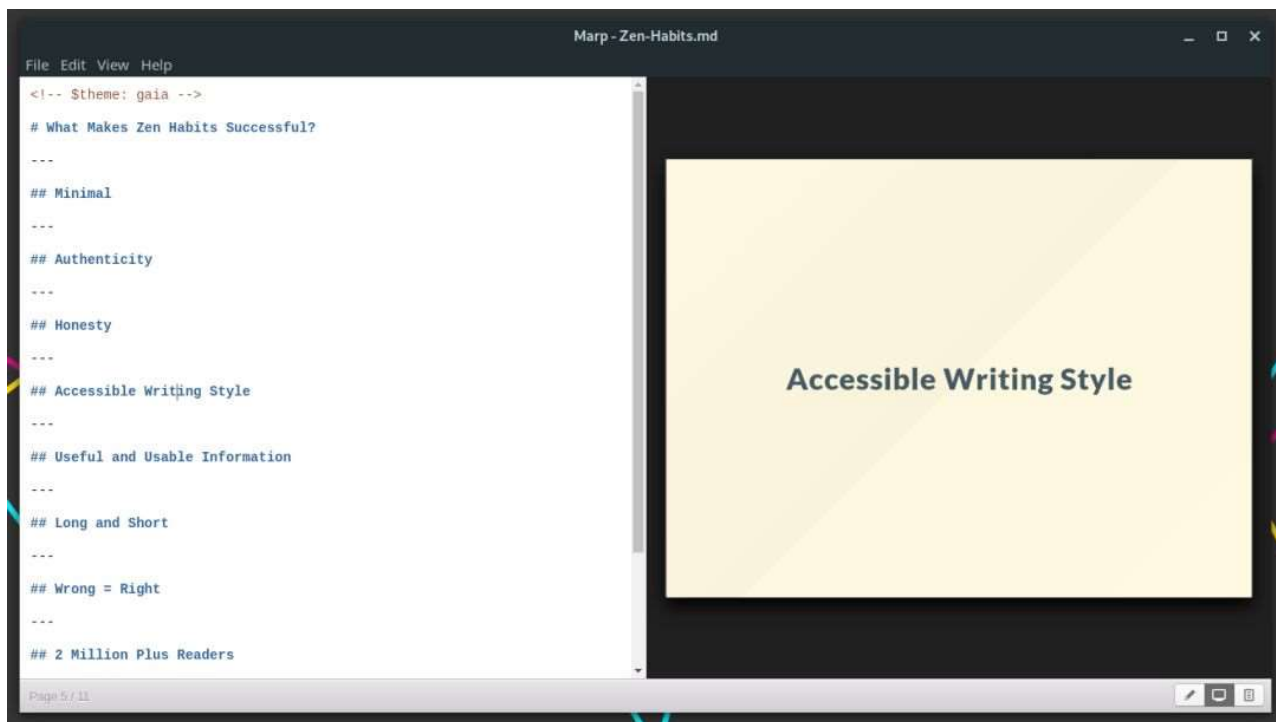 Marp - Zen-Habits.md
File Edit View Help
<!-- $theme: gaia -->
# What Makes Zen Habits Successful?
---
## Minimal
---
## Authenticity
---
## Honesty
---
## Accessible Writing Style
---
## Useful and Usable Information
---
## Long and Short
---
## Wrong = Right
---
## 2 Million Plus Readers
Accessible Writing Style
Page 5 / 11